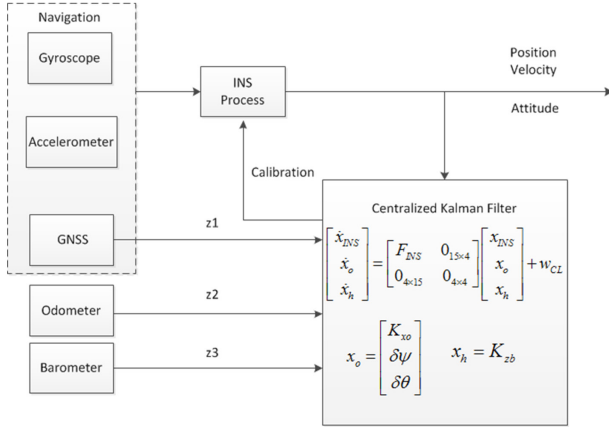 Navigation
Gyroscope
Accelerometer
GNSS
Odometer
Barometer
INS
Process
Position
Velocity
Attitude
Calibration
z1
z2
z3
Centralized Kalman Filter
[ẋ_INS ẋ_o ẋ_h] = [F_INS 0_15×4 0_4×15 0_4×4] [x_INS x_o x_h] + w_CL
x_o = [K_xo δψ δθ] x_h = K_zb